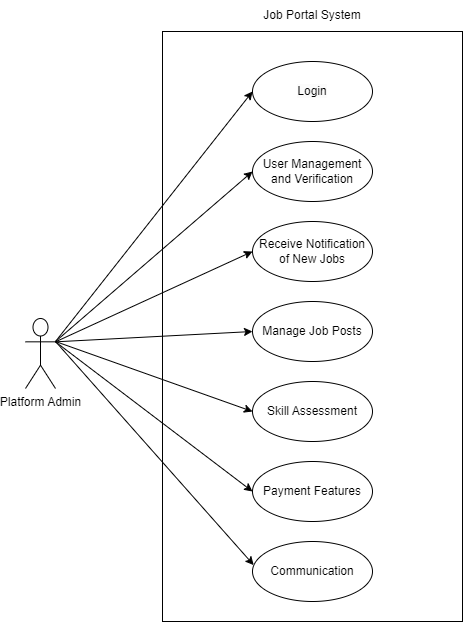 Job Portal System
Login
User Management
and Verification
Receive Notification
of New Jobs
Manage Job Posts
Platform Admin
Skill Assessment
Payment Features
Communication